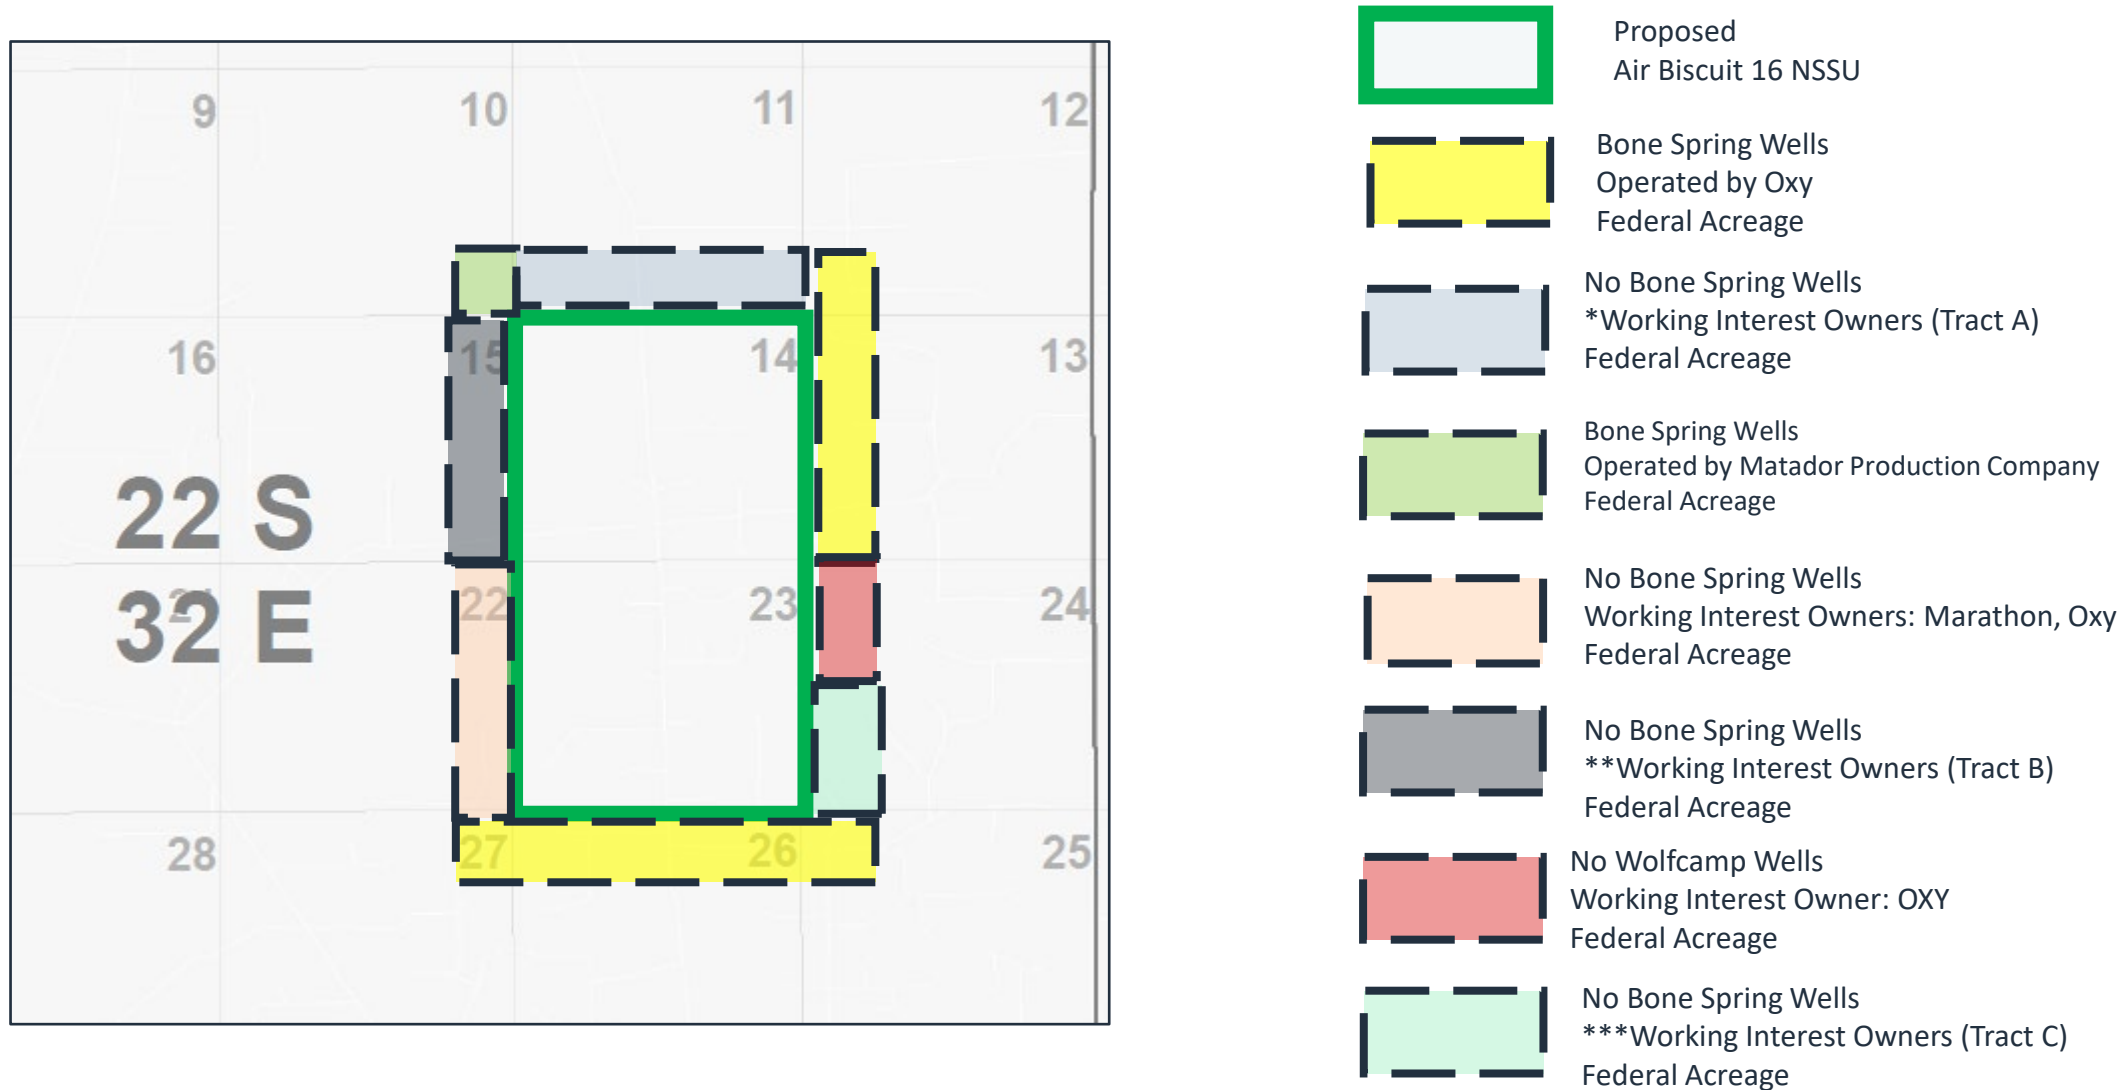 9
10
11
12
16
15
14
13
22 S
32 E
22
23
24
28
27
26
25
Proposed
Air Biscuit 16 NSSU
Bone Spring Wells
Operated by Oxy
Federal Acreage
No Bone Spring Wells
*Working Interest Owners (Tract A)
Federal Acreage
Bone Spring Wells
Operated by Matador Production Company
Federal Acreage
No Bone Spring Wells
Working Interest Owners: Marathon, Oxy
Federal Acreage
No Bone Spring Wells
**Working Interest Owners (Tract B)
Federal Acreage
No Wolfcamp Wells
Working Interest Owner: OXY
Federal Acreage
No Bone Spring Wells
***Working Interest Owners (Tract C)
Federal Acreage